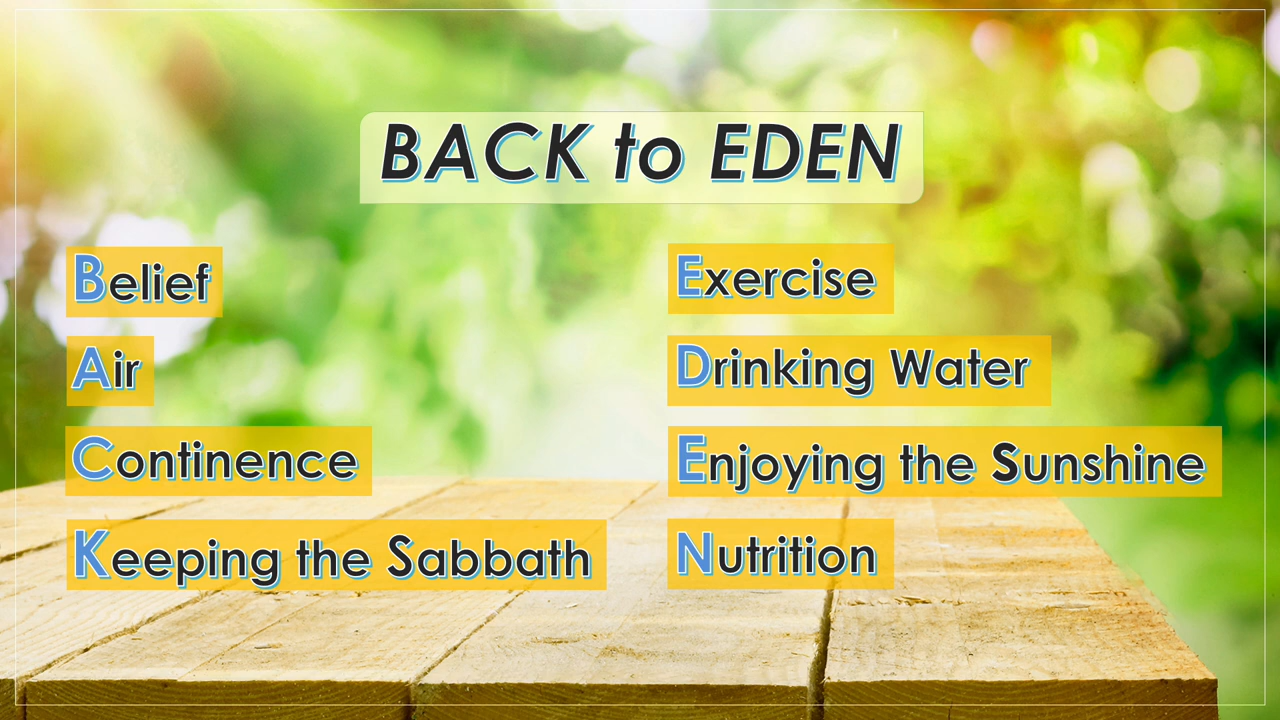 BACK to EDEN
Belief
Air
Continence
Keeping the Sabbath
Exercise
Drinking Water
Enjoying the Sunshine
Nutrition